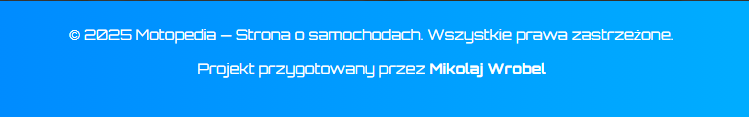 © 2025 Motopedia — Strona o samochodach. Wszystkie prawa zastrzeżone.
Projekt przygotowany przez Mikolaj Wrobel